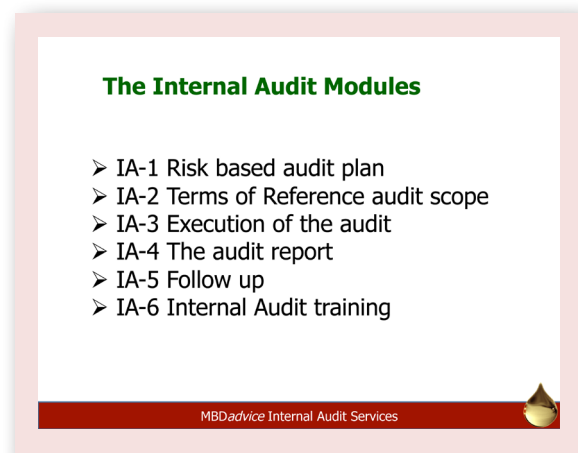 The Internal Audit Modules
➢ IA-1 Risk based audit plan
➢ IA-2 Terms of Reference audit scope
➢ IA-3 Execution of the audit
➢ IA-4 The audit report
➢ IA-5 Follow up
➢ IA-6 Internal Audit training
MBDadvice Internal Audit Services